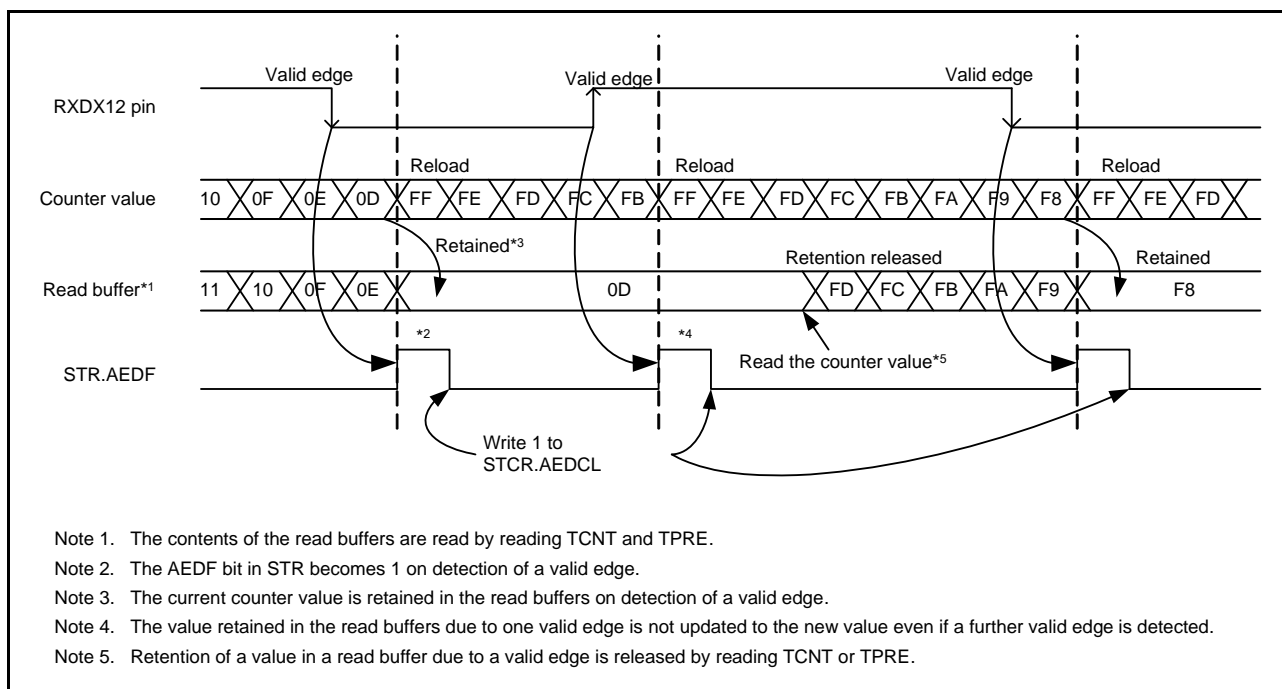 Valid edge Valid edge Valid edge
RXDX12 pin
Reload Reload Reload
Counter value 10 0F 0E 0D FF FE FD FC FB FF FE FD FC FB FA F9 F8 FF FE FD
Retained*3 Retention released Retained
Read buffer*1 11 10 0F 0E 0D FD FC FB FA F9 F8
*2 *4
Read the counter value*5
STR.AEDF
Write 1 to
STCR.AEDCL
Note 1. The contents of the read buffers are read by reading TCNT and TPRE.
Note 2. The AEDF bit in STR becomes 1 on detection of a valid edge.
Note 3. The current counter value is retained in the read buffers on detection of a valid edge.
Note 4. The value retained in the read buffers due to one valid edge is not updated to the new value even if a further valid edge is detected.
Note 5. Retention of a value in a read buffer due to a valid edge is released by reading TCNT or TPRE.